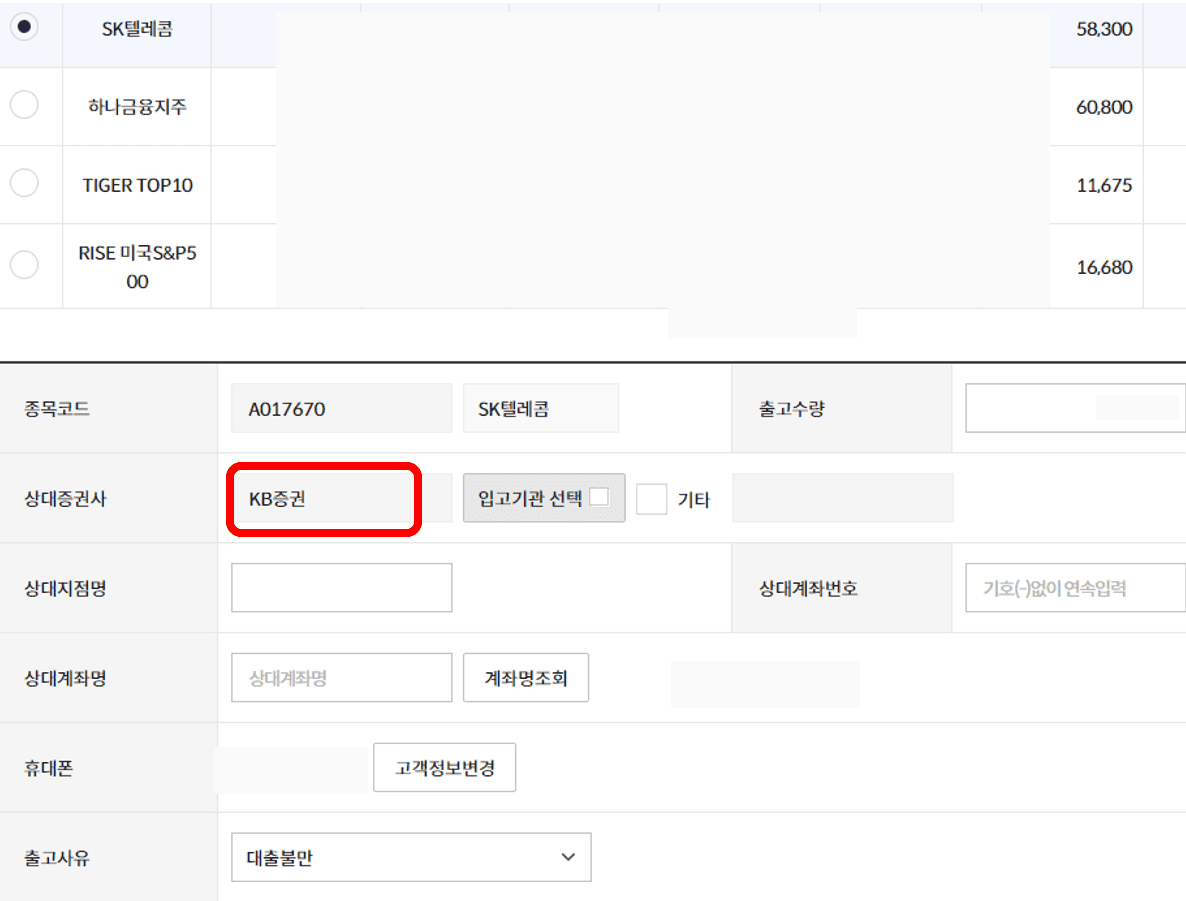 SK텔레콤 58,300
하나금융지주 60,800
TIGER TOP10 11,675
RISE 미국S&P5
00 16,680
종목코드 A017670 SK텔레콤 출고수량
상대증권사 KB증권 입고기관 선택 기타
상대지점명 상대계좌번호 기호(-)없이 연속입력
상대계좌명 상대계좌명 계좌명조회
휴대폰 고객정보변경
출고사유 대출불만